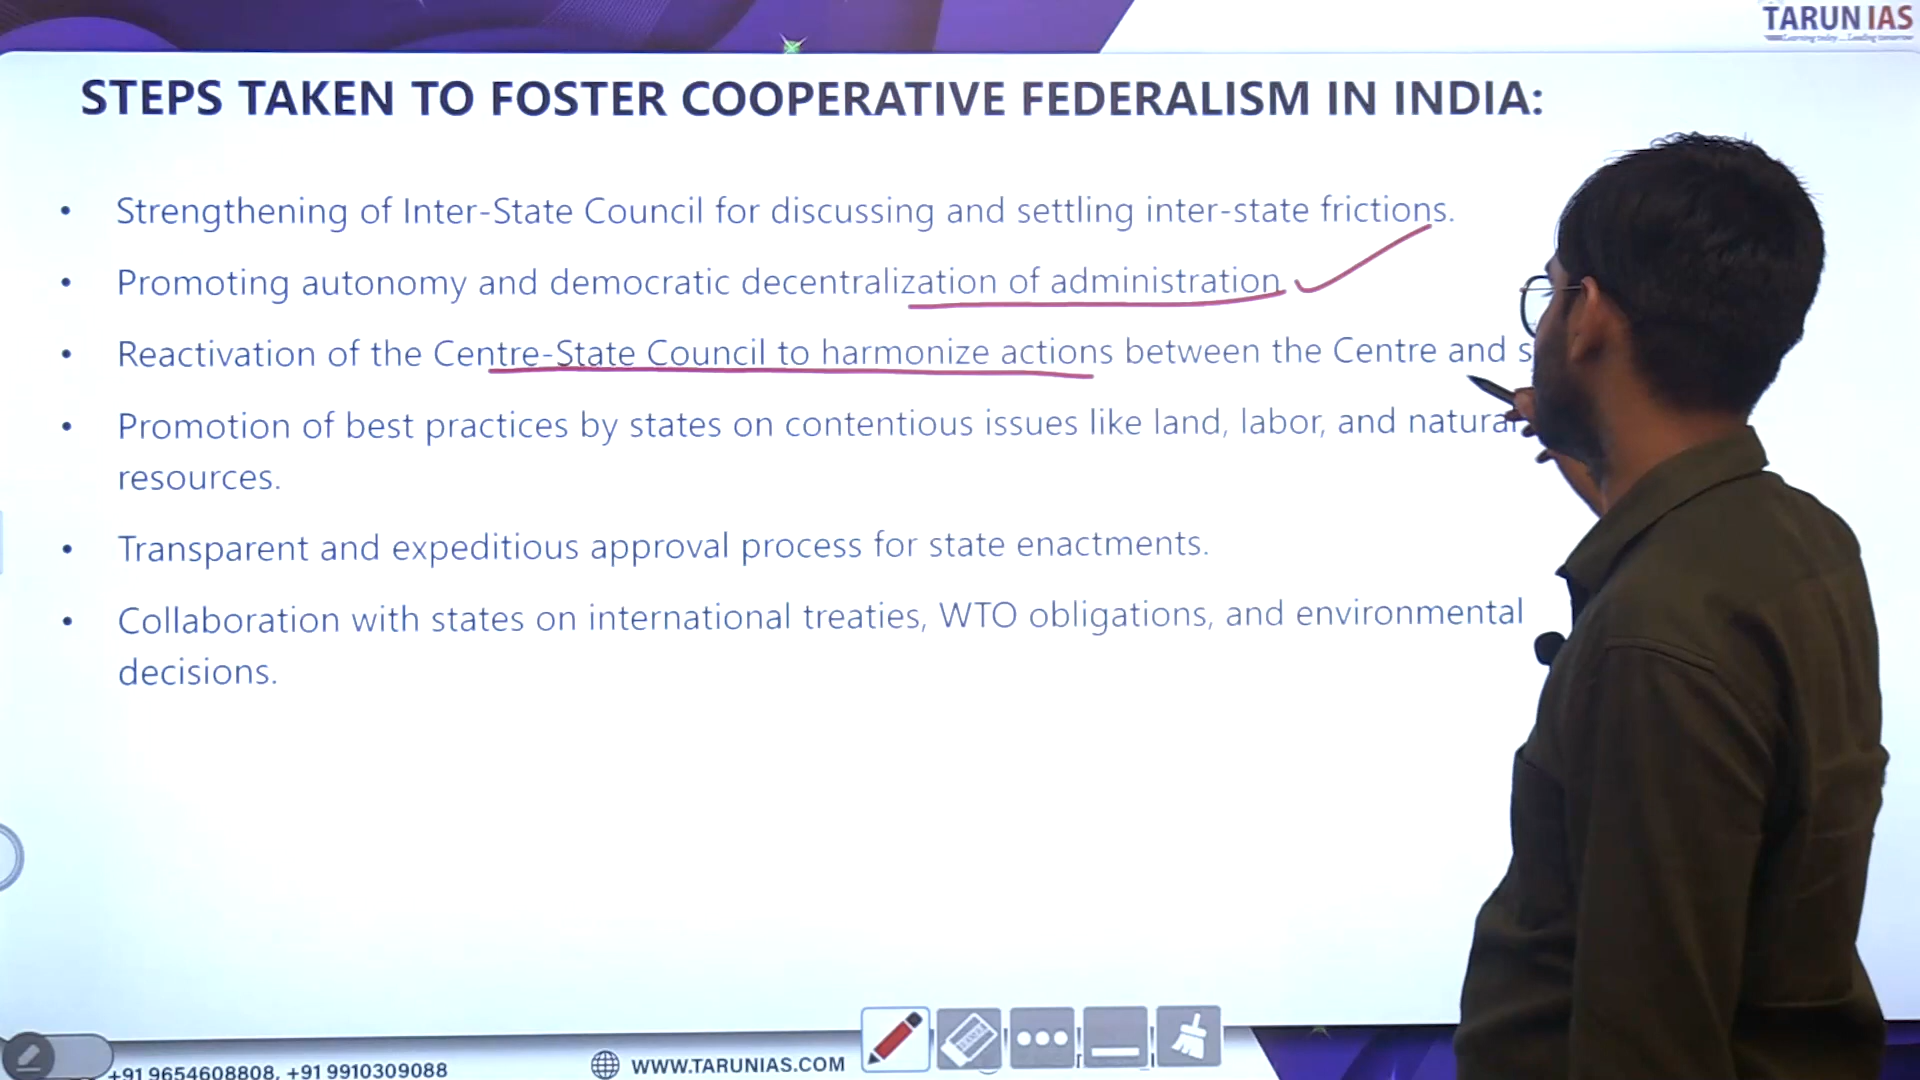 TARUN IAS
Learning today... Leading tomorrow
STEPS TAKEN TO FOSTER COOPERATIVE FEDERALISM IN INDIA:
• Strengthening of Inter-State Council for discussing and settling inter-state frictions.
• Promoting autonomy and democratic decentralization of administration
• Reactivation of the Centre-State Council to harmonize actions between the Centre and s
• Promotion of best practices by states on contentious issues like land, labor, and natural
resources.
• Transparent and expeditious approval process for state enactments.
• Collaboration with states on international treaties, WTO obligations, and environmental
decisions.
+91 9654608808, +91 9910309088
WWW.TARUNIAS.COM